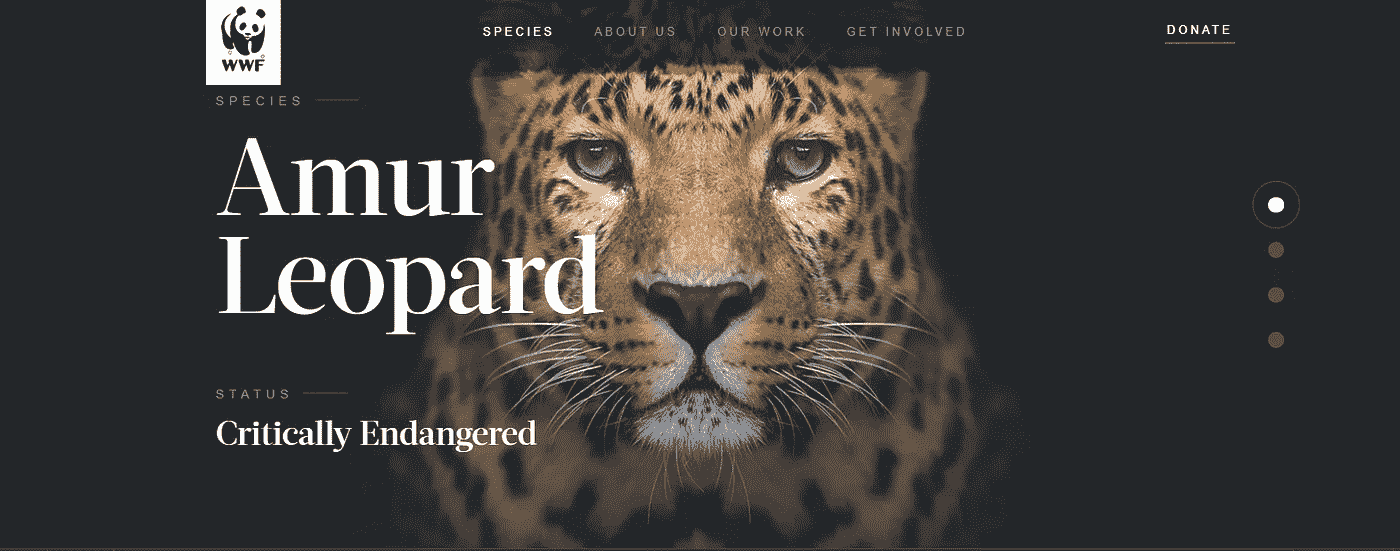 WWF
SPECIES ABOUT US OUR WORK GET INVOLVED DONATE
SPECIES
Amur
Leopard
STATUS
Critically Endangered